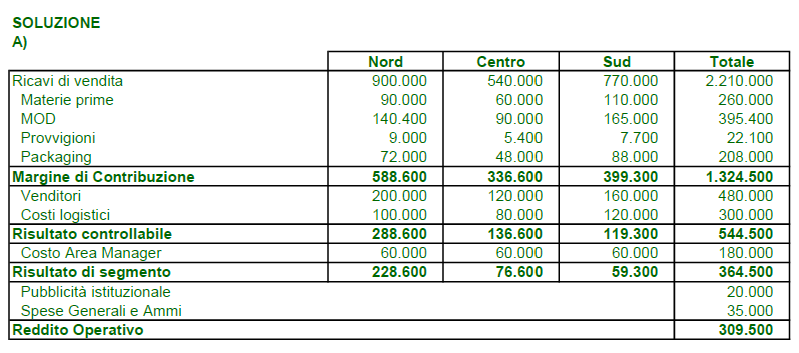 SOLUZIONE
A)
Nord Centro Sud Totale
Ricavi di vendita 900.000 540.000 770.000 2.210.000
Materie prime 90.000 60.000 110.000 260.000
MOD 140.400 90.000 165.000 395.400
Provvigioni 9.000 5.400 7.700 22.100
Packaging 72.000 48.000 88.000 208.000
Margine di Contribuzione 588.600 336.600 399.300 1.324.500
Venditori 200.000 120.000 160.000 480.000
Costi logistici 100.000 80.000 120.000 300.000
Risultato controllabile 288.600 136.600 119.300 544.500
Costo Area Manager 60.000 60.000 60.000 180.000
Risultato di segmento 228.600 76.600 59.300 364.500
Pubblicità istituzionale 20.000
Spese Generali e Ammi 35.000
Reddito Operativo 309.500